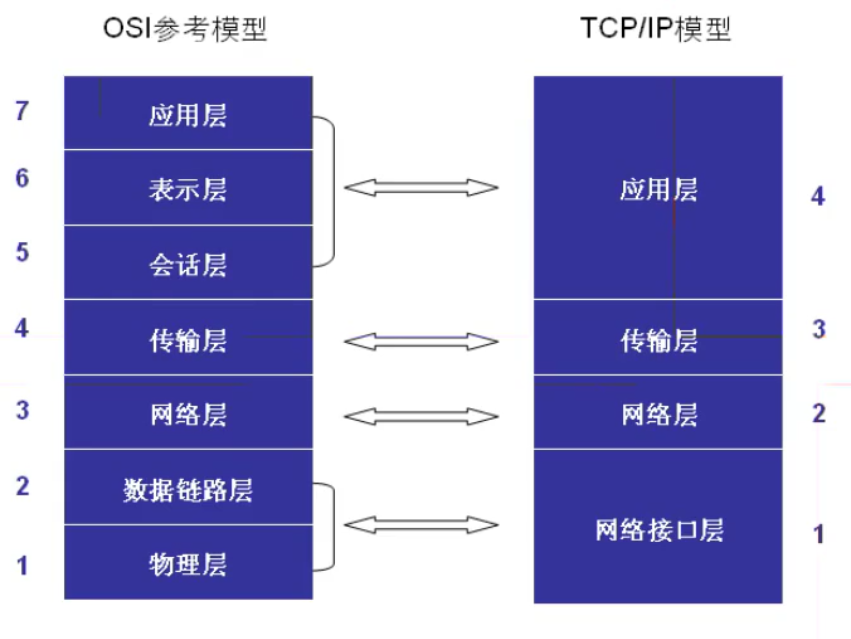 OSI参考模型
TCP/IP模型
7
应用层
6
表示层
5
会话层
4
传输层
3
网络层
2
数据链路层
1
物理层
应用层
4
传输层
3
网络层
2
网络接口层
1